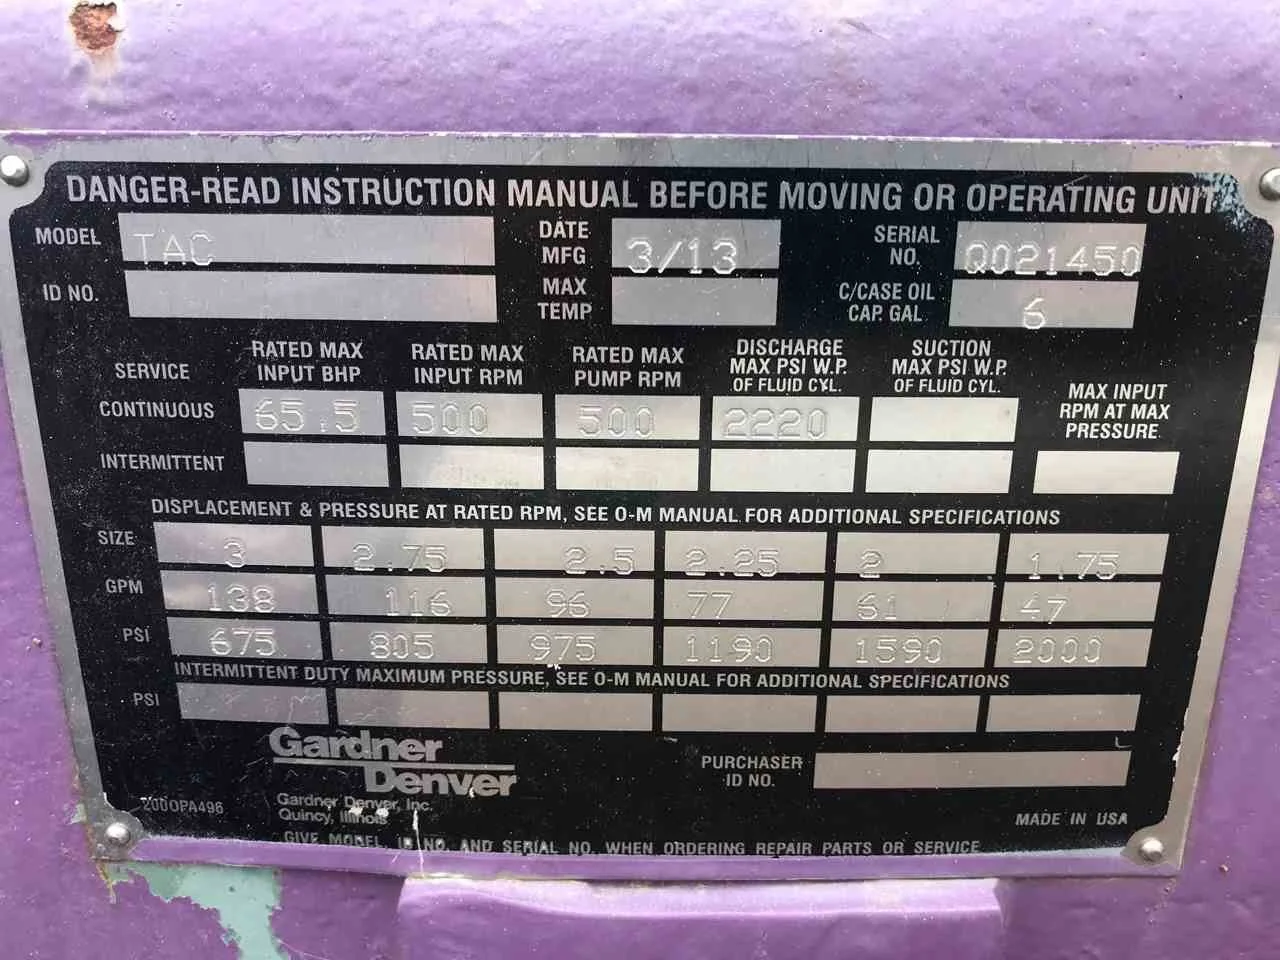 DANGER-READ INSTRUCTION MANUAL BEFORE MOVING OR OPERATING UNIT
MODEL TAC DATE MFG 3/13 SERIAL NO. Q021450
ID NO. MAX TEMP C/CASE OIL CAP. GAL. 6
SERVICE RATED MAX INPUT BHP RATED MAX INPUT RPM RATED MAX PUMP RPM DISCHARGE MAX PSI W.P. OF FLUID CYL. SUCTION MAX PSI W.P. OF FLUID CYL. MAX INPUT RPM AT MAX PRESSURE
CONTINUOUS 65.5 500 500 2220
INTERMITTENT
DISPLACEMENT & PRESSURE AT RATED RPM, SEE O-M MANUAL FOR ADDITIONAL SPECIFICATIONS
SIZE 3 2.75 2.5 2.25 2 1.75
GPM 138 116 96 77 61 47
PSI 675 805 975 1190 1590 2000
INTERMITTENT DUTY MAXIMUM PRESSURE, SEE O-M MANUAL FOR ADDITIONAL SPECIFICATIONS
PSI
Gardner
Denver
PURCHASER ID NO.
200OPA496
Gardner Denver, Inc.
Quincy, Illinois
MADE IN USA
GIVE MODEL, ID NO. AND SERIAL NO. WHEN ORDERING REPAIR PARTS OR SERVICE